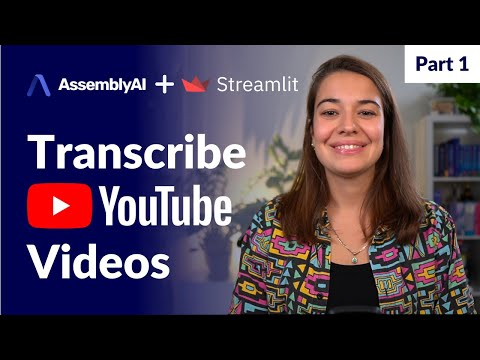 AssemblyAI + Streamlit
Part 1
Transcribe
YouTube
Videos